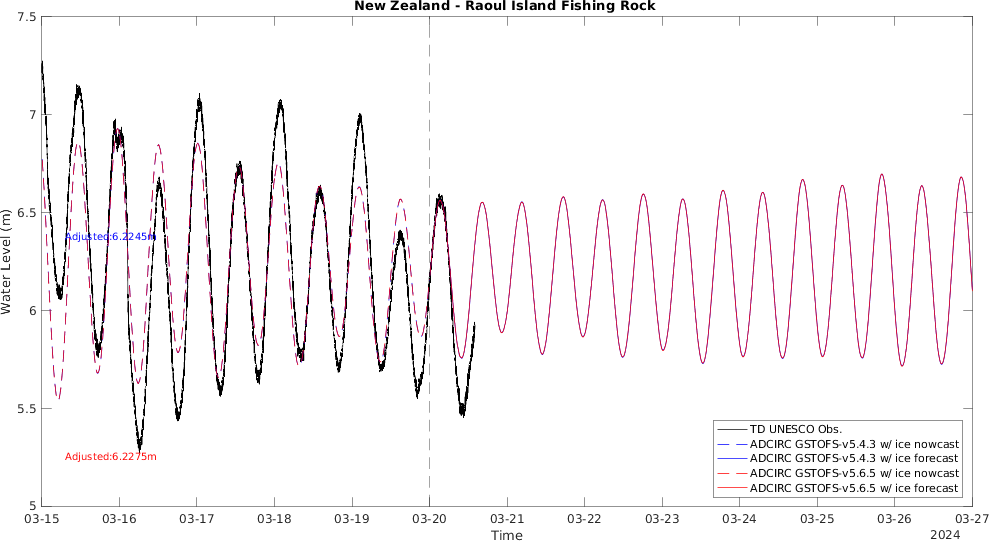 New Zealand - Raoul Island Fishing Rock
7.5
7
6.5
6
5.5
5
Water Level (m)
Adjusted:6.2245m
Adjusted:6.2275m
TD UNESCO Obs.
ADCIRC GSTOFS-v5.4.3 w/ ice nowcast
ADCIRC GSTOFS-v5.4.3 w/ ice forecast
ADCIRC GSTOFS-v5.6.5 w/ ice nowcast
ADCIRC GSTOFS-v5.6.5 w/ ice forecast
03-15 03-16 03-17 03-18 03-19 03-20 03-21 03-22 03-23 03-24 03-25 03-26 03-27
Time
2024